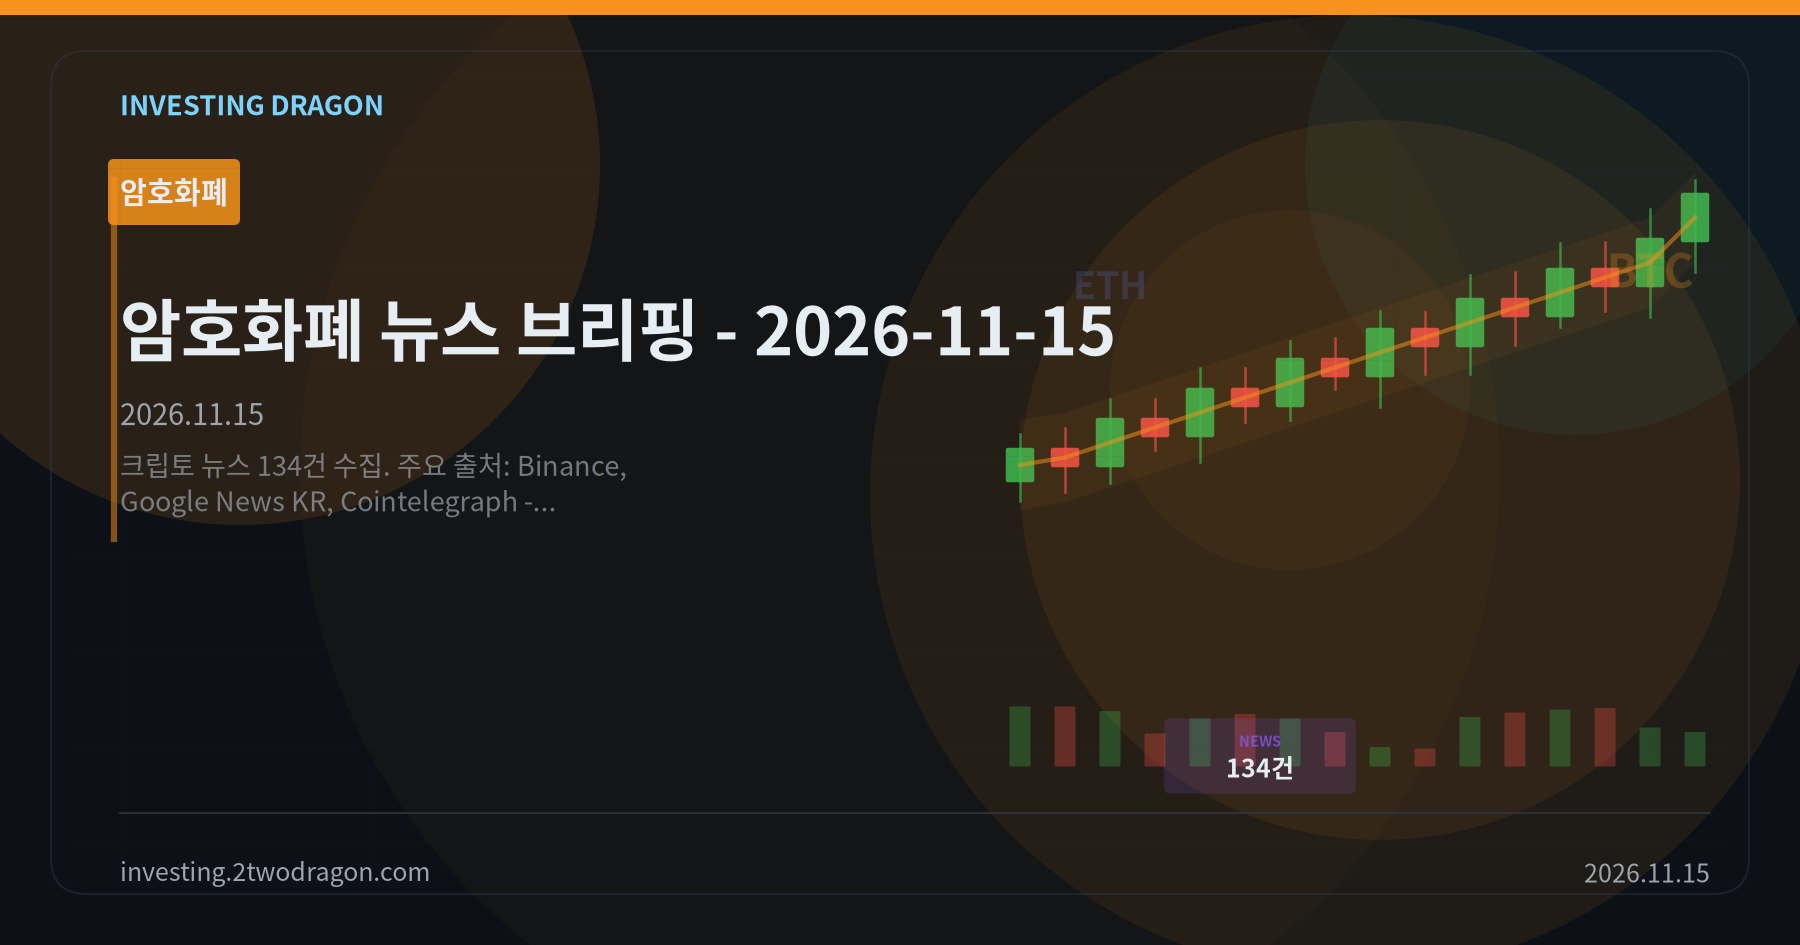 INVESTING DRAGON
암호화폐
암호화폐 뉴스 브리핑 - 2026-11-15
2026.11.15
크립토 뉴스 134건 수집. 주요 출처: Binance,
Google News KR, Cointelegraph -...
ETH
BTC
NEWS
134건
investing.2twodragon.com
2026.11.15